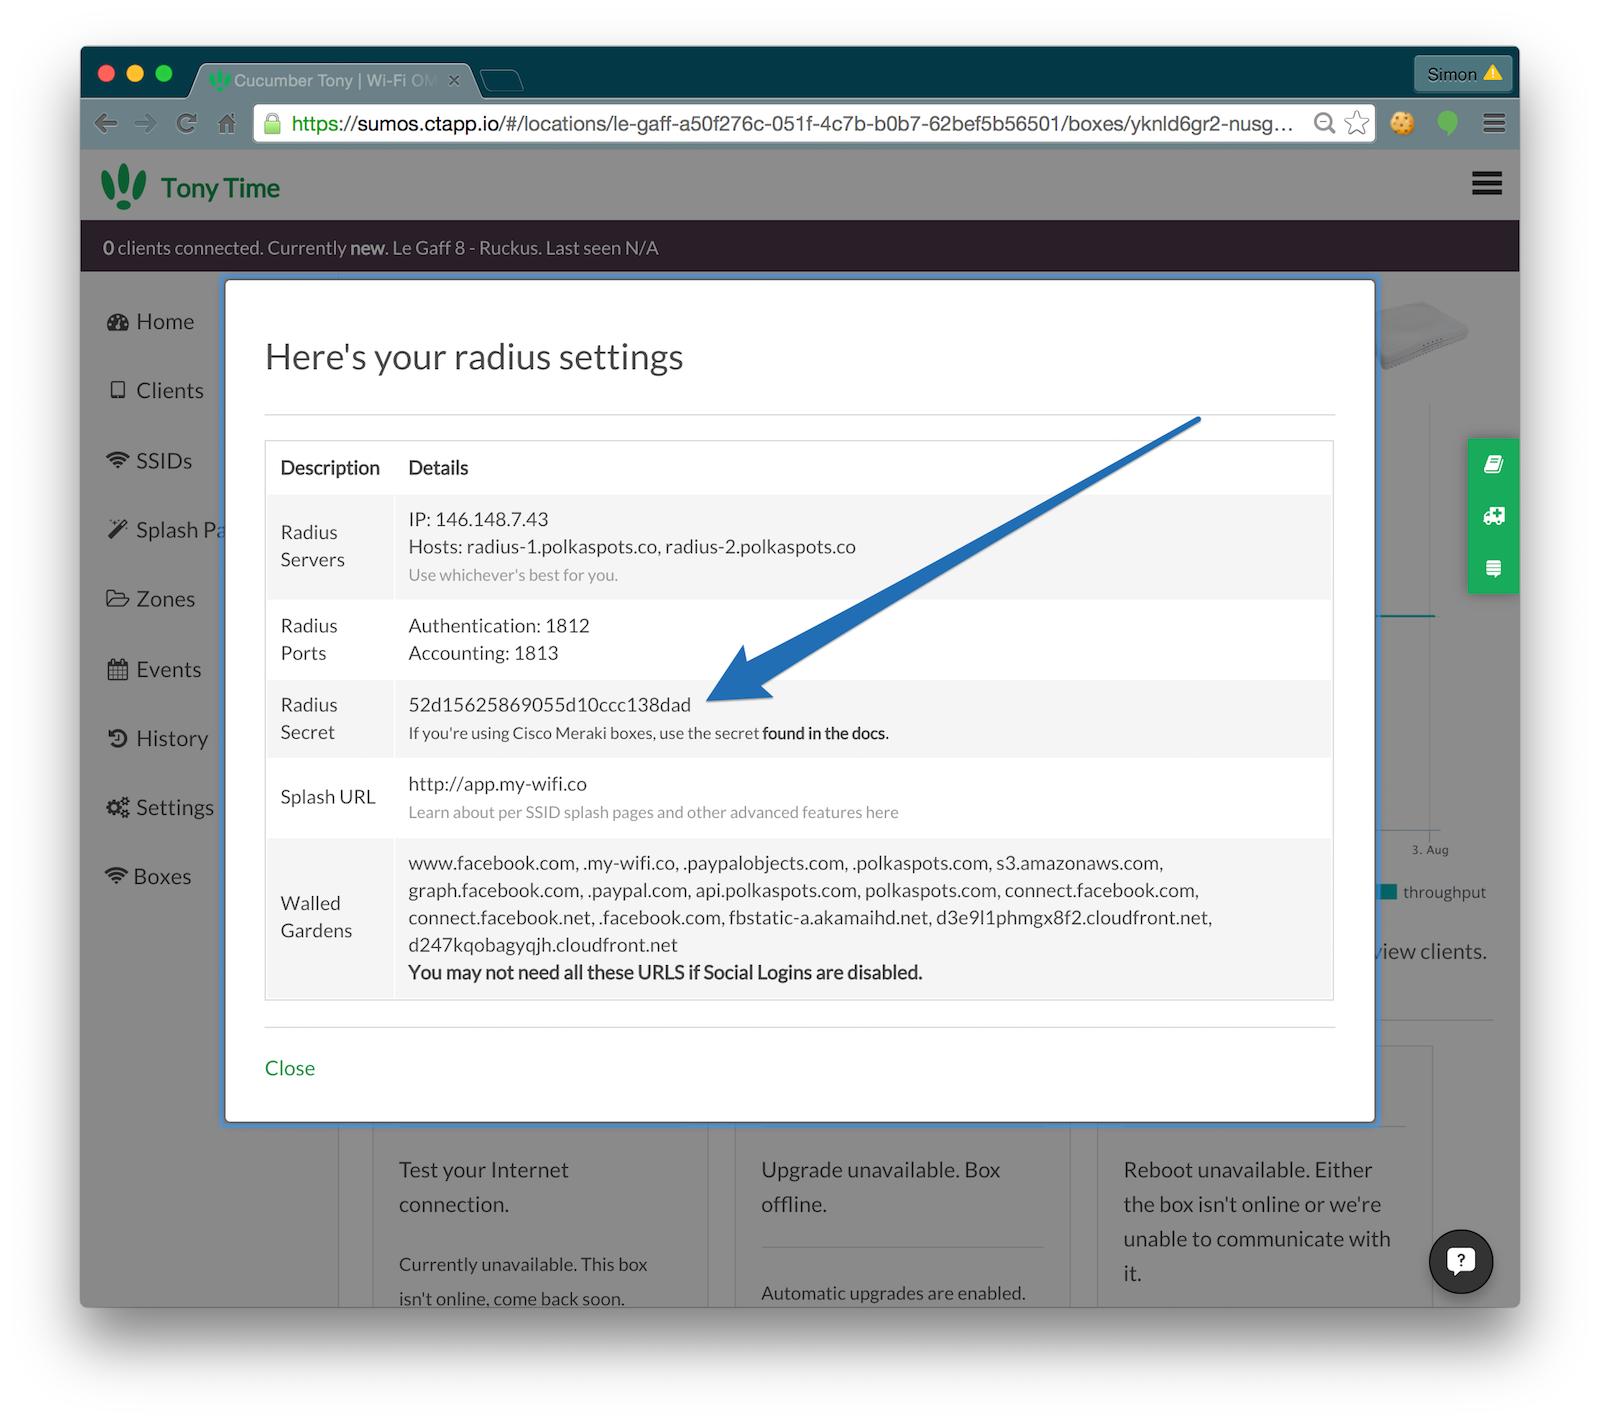 Cucumber Tony | Wi-Fi OM
Simon
https://sumos.ctapp.io/#/locations/le-gaff-a50f276c-051f-4c7b-b0b7-62bef5b56501/boxes/yknld6gr2-nusg...
Tony Time
0 clients connected. Currently new. Le Gaff 8 - Ruckus. Last seen N/A
Home
Clients
SSIDs
Splash Pa
Zones
Events
History
Settings
Boxes
Here's your radius settings
Description Details
Radius Servers
IP: 146.148.7.43
Hosts: radius-1.polkaspots.co, radius-2.polkaspots.co
Use whichever's best for you.
Radius Ports
Authentication: 1812
Accounting: 1813
Radius Secret
52d15625869055d10ccc138dad
If you're using Cisco Meraki boxes, use the secret found in the docs.
Splash URL
http://app.my-wifi.co
Learn about per SSID splash pages and other advanced features here
Walled Gardens
www.facebook.com, .my-wifi.co, .paypalobjects.com, .polkaspots.com, s3.amazonaws.com,
graph.facebook.com, .paypal.com, api.polkaspots.com, polkaspots.com, connect.facebook.com,
connect.facebook.net, .facebook.com, fbstatic-a.akamaihd.net, d3e9l1phmgx8f2.cloudfront.net,
d247kqobagyqjh.cloudfront.net
You may not need all these URLS if Social Logins are disabled.
Close
3. Aug
throughput
view clients.
Test your Internet
connection.
Currently unavailable. This box
isn't online, come back soon.
Upgrade unavailable. Box
offline.
Automatic upgrades are enabled.
Reboot unavailable. Either
the box isn't online or we're
unable to communicate with
it.